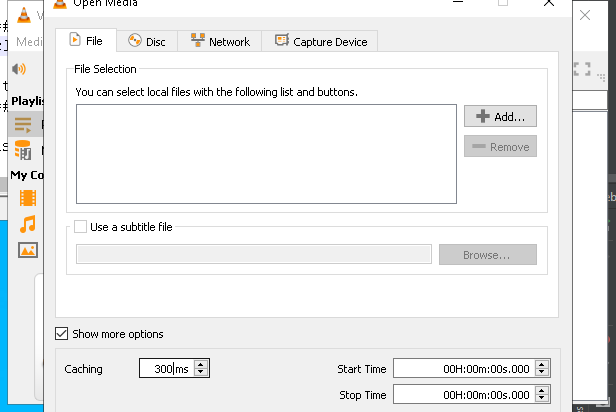 Open Media
Medi
File
Disc
Network
Capture Device
File Selection
You can select local files with the following list and buttons.
Add...
Remove
Playlis
My Co
Use a subtitle file
Browse...
Show more options
Caching
300 ms
Start Time
00H:00m:00s.000
Stop Time
00H:00m:00s.000